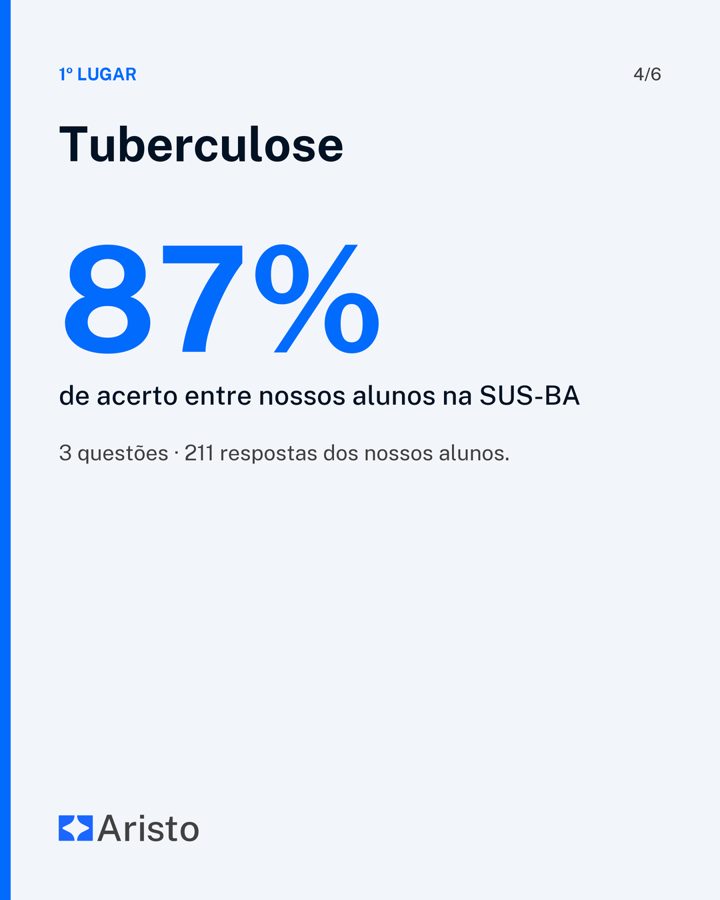 1º LUGAR
4/6
Tuberculose
87%
de acerto entre nossos alunos na SUS-BA
3 questões · 211 respostas dos nossos alunos.
Aristo